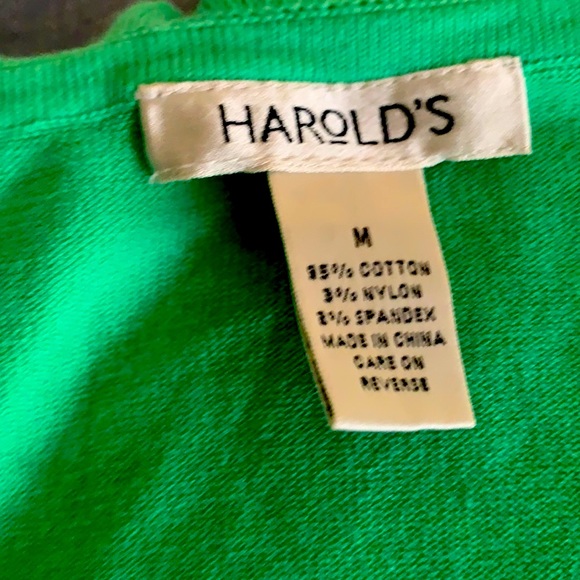 HAROLD'S
M
95% COTTON
3% NYLON
2% SPANDEX
MADE IN CHINA
CARE ON
REVERSE